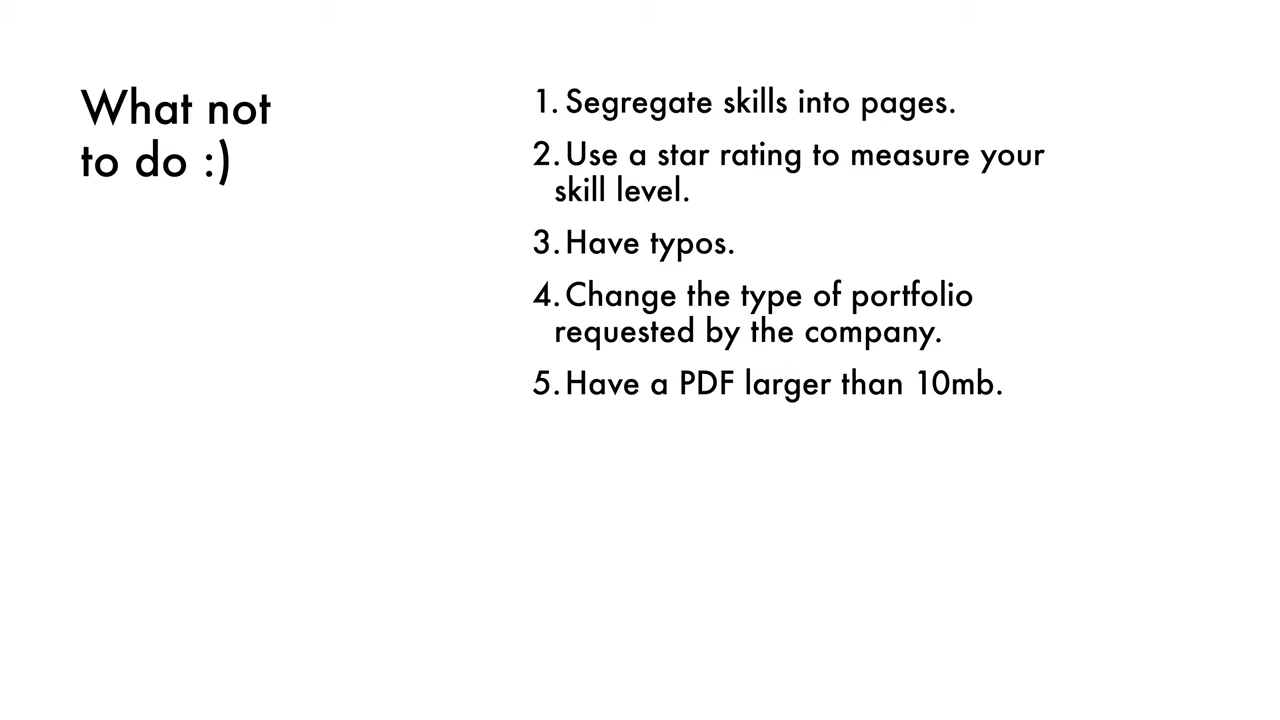 What not
to do :)
1. Segregate skills into pages.
2. Use a star rating to measure your
skill level.
3. Have typos.
4. Change the type of portfolio
requested by the company.
5. Have a PDF larger than 10mb.